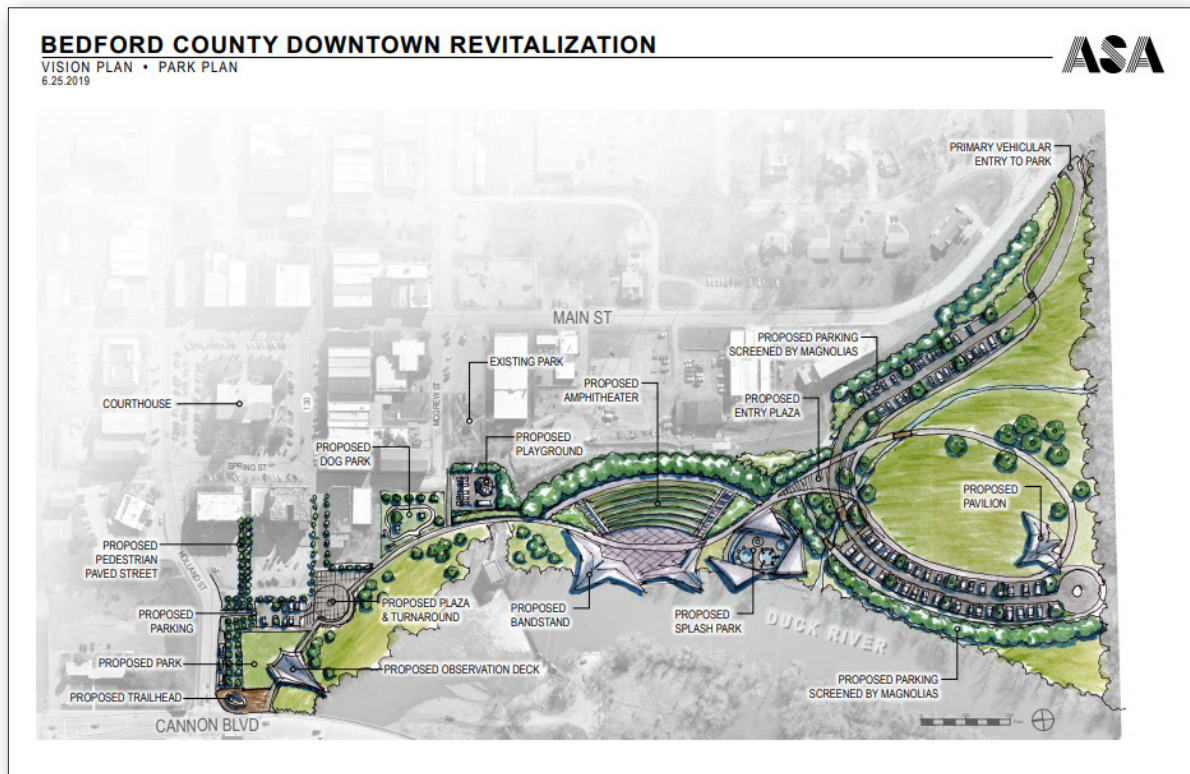 BEDFORD COUNTY DOWNTOWN REVITALIZATION
VISION PLAN • PARK PLAN
6.25.2019
ASA
PRIMARY VEHICULAR
ENTRY TO PARK
MAIN ST
PROPOSED PARKING
SCREENED BY MAGNOLIAS
EXISTING PARK
PROPOSED
AMPHITHEATER
PROPOSED
ENTRY PLAZA
COURTHOUSE
130
MCGREW ST
PROPOSED
DOG PARK
PROPOSED
PLAYGROUND
SPRING ST
PROPOSED
PAVILION
PROPOSED
PEDESTRIAN
PAVED STREET
HOLLAND ST
PROPOSED
PARKING
PROPOSED PLAZA
& TURNAROUND
PROPOSED
BANDSTAND
PROPOSED
SPLASH PARK
DUCK RIVER
PROPOSED PARK
PROPOSED OBSERVATION DECK
PROPOSED PARKING
SCREENED BY MAGNOLIAS
PROPOSED TRAILHEAD
CANNON BLVD